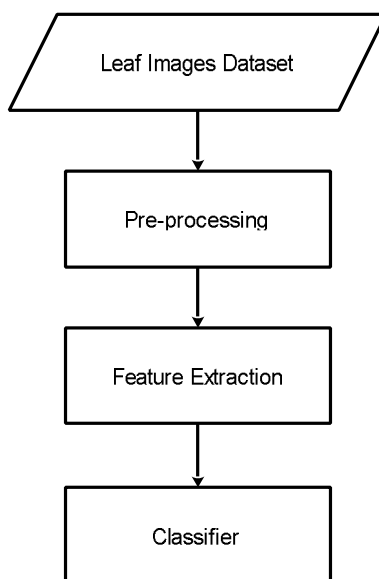 Leaf Images Dataset
Pre-processing
Feature Extraction
Classifier